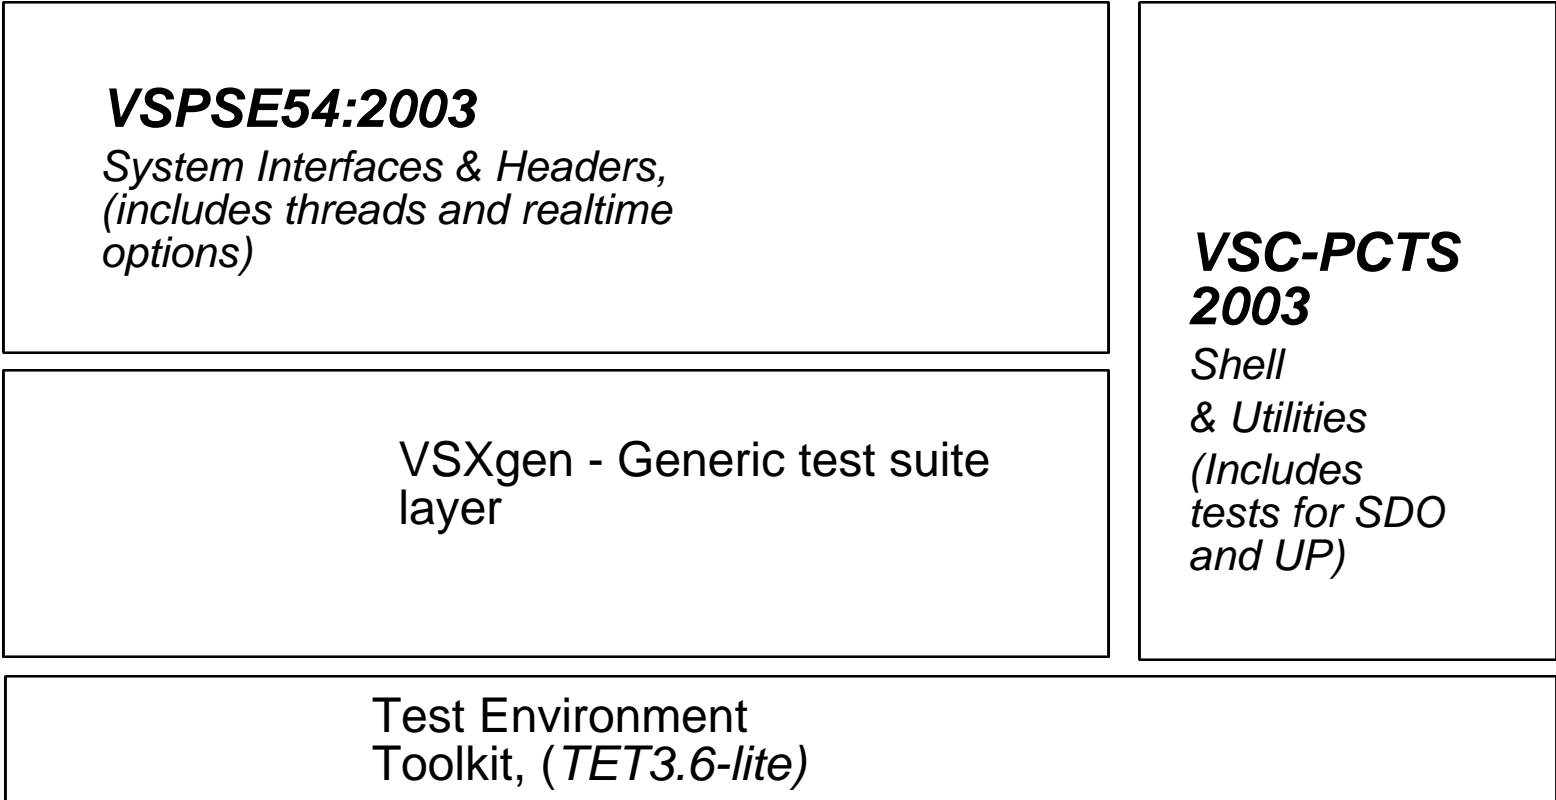 VSPSE54:2003
System Interfaces & Headers,
(includes threads and realtime
options)
VSXgen - Generic test suite
layer
VSC-PCTS
2003
Shell
& Utilities
(Includes
tests for SDO
and UP)
Test Environment
Toolkit, (TET3.6-lite)